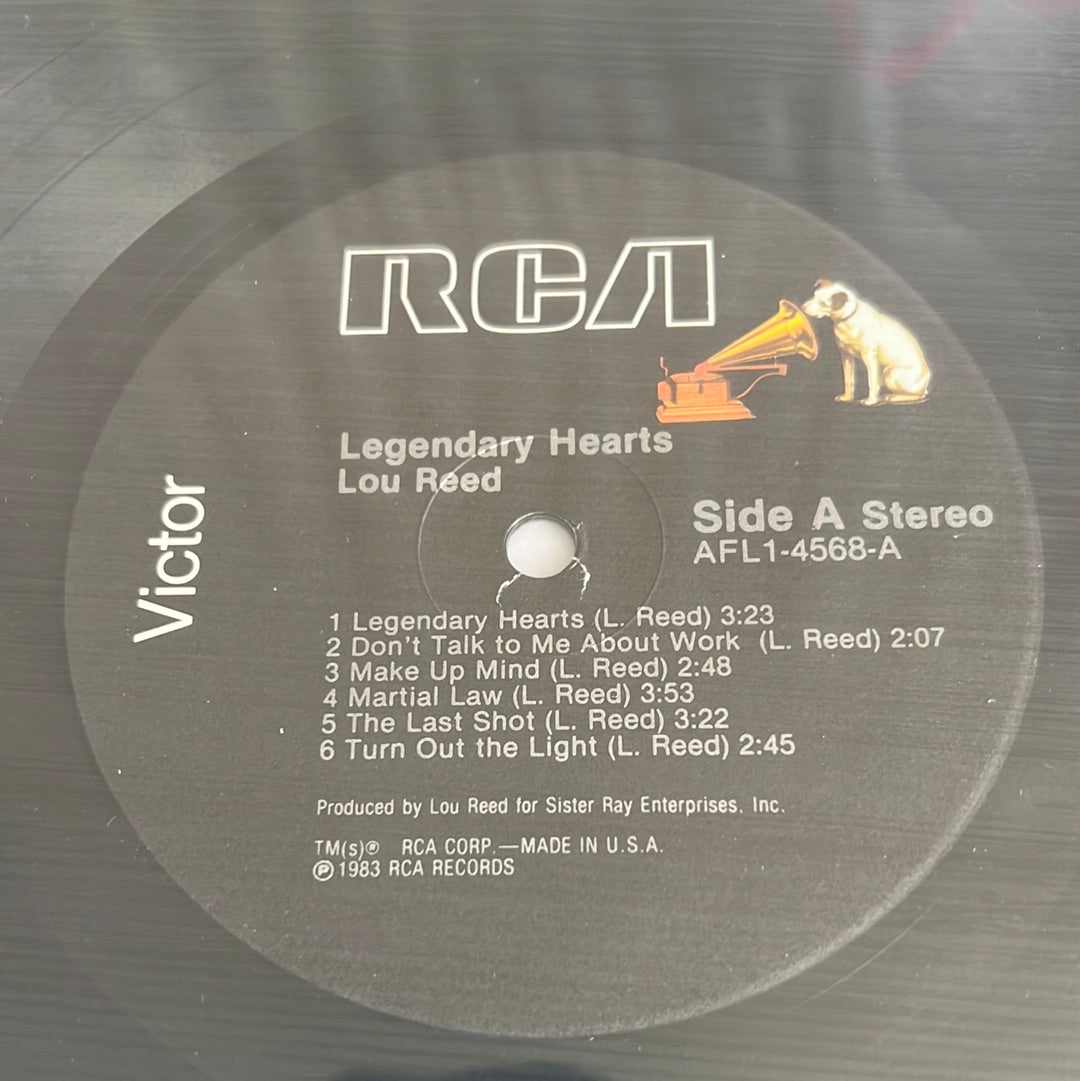 RCA
Legendary Hearts
Lou Reed
Victor
Side A Stereo
AFL1-4568-A
1 Legendary Hearts (L. Reed) 3:23
2 Don't Talk to Me About Work (L. Reed) 2:07
3 Make Up Mind (L. Reed) 2:48
4 Martial Law (L. Reed) 3:53
5 The Last Shot (L. Reed) 3:22
6 Turn Out the Light (L. Reed) 2:45
Produced by Lou Reed for Sister Ray Enterprises, Inc.
TM(s)® RCA CORP.—MADE IN U.S.A.
℗ 1983 RCA RECORDS